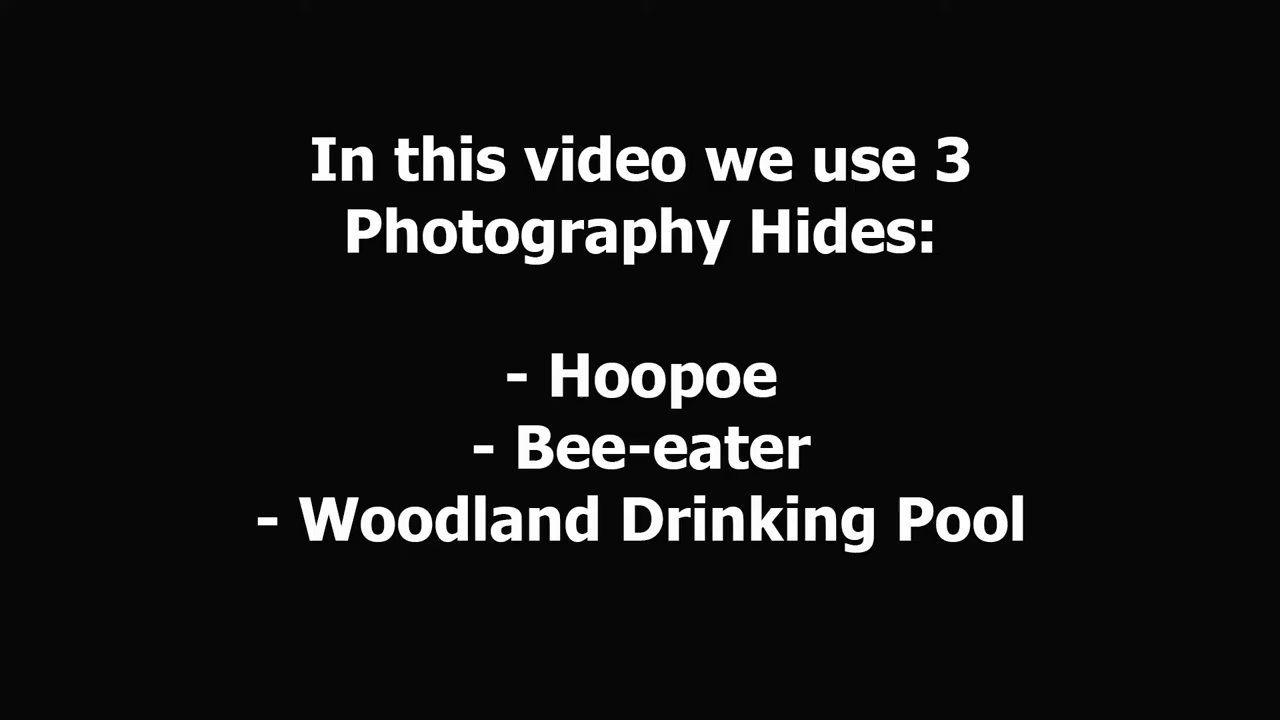 In this video we use 3
Photography Hides:
- Hoopoe
- Bee-eater
- Woodland Drinking Pool